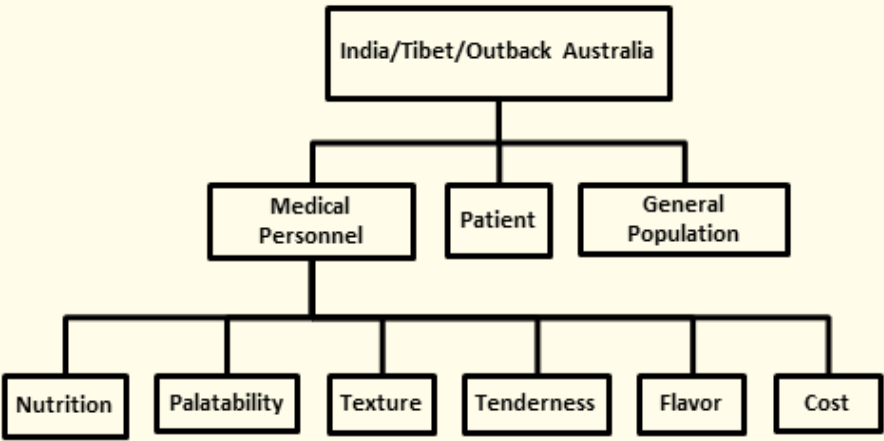 India/Tibet/Outback Australia
Medical
Personnel
Patient
General
Population
Nutrition
Palatability
Texture
Tenderness
Flavor
Cost